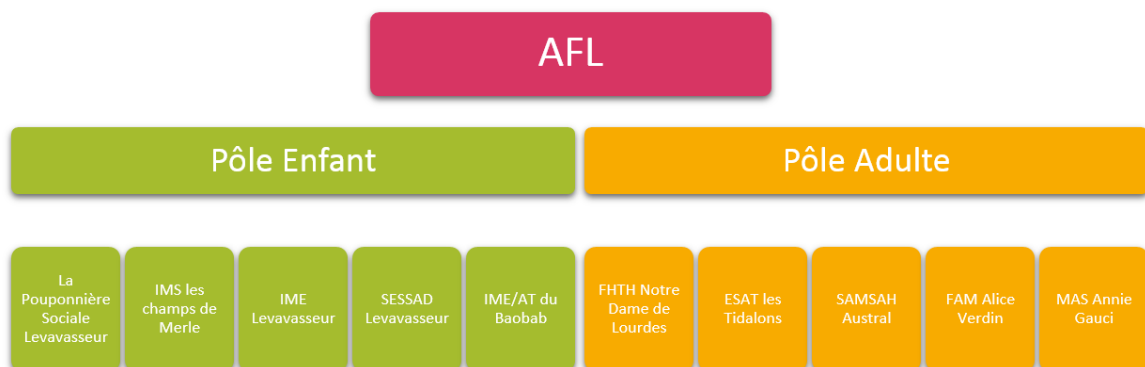 AFL
Pôle Enfant
Pôle Adulte
La
Pouponnière
Sociale
Levavasseur
IMS les
champs de
Merle
IME
Levavasseur
SESSAD
Levavasseur
IME/AT du
Baobab
FHTH Notre
Dame de
Lourdes
ESAT les
Tidalons
SAMSAH
Austral
FAM Alice
Verdin
MAS Annie
Gauci